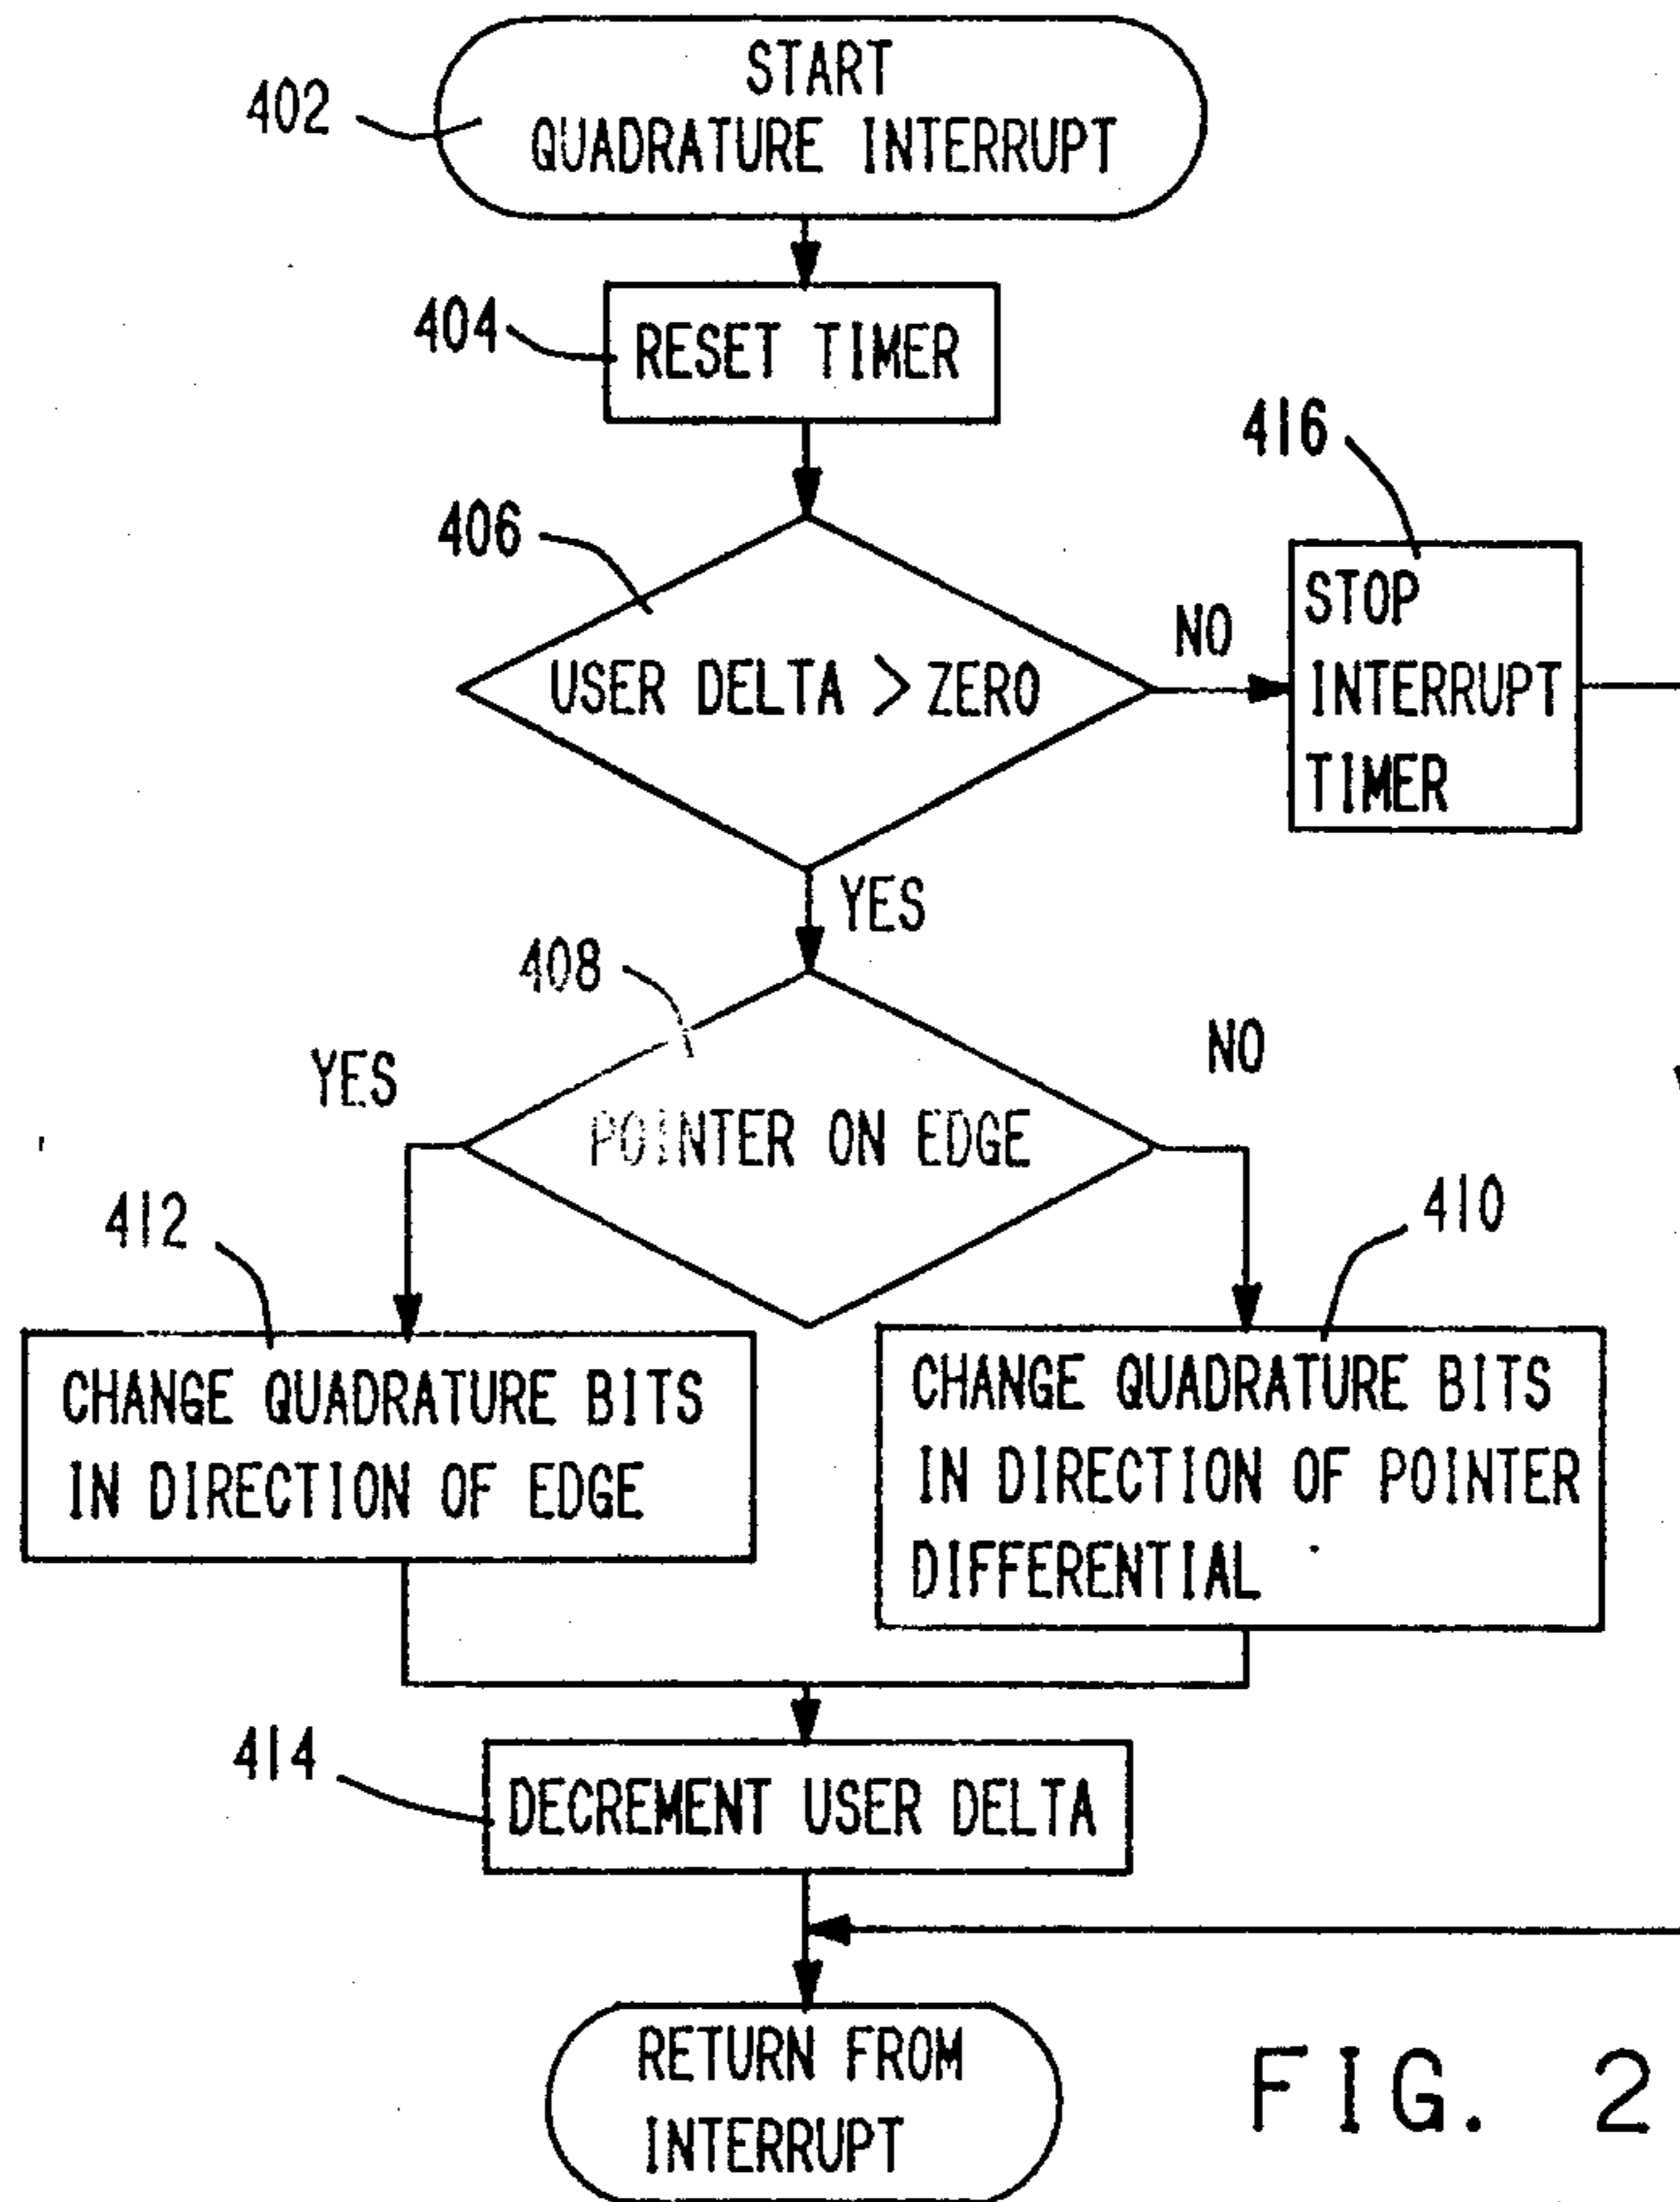 402
START
QUADRATURE INTERRUPT
404
RESET TIMER
406
USER DELTA > ZERO
NO
416
STOP
INTERRUPT
TIMER
YES
408
POINTER ON EDGE
YES
NO
412
CHANGE QUADRATURE BITS
IN DIRECTION OF EDGE
410
CHANGE QUADRATURE BITS
IN DIRECTION OF POINTER
DIFFERENTIAL
414
DECREMENT USER DELTA
RETURN FROM
INTERRUPT
FIG. 2